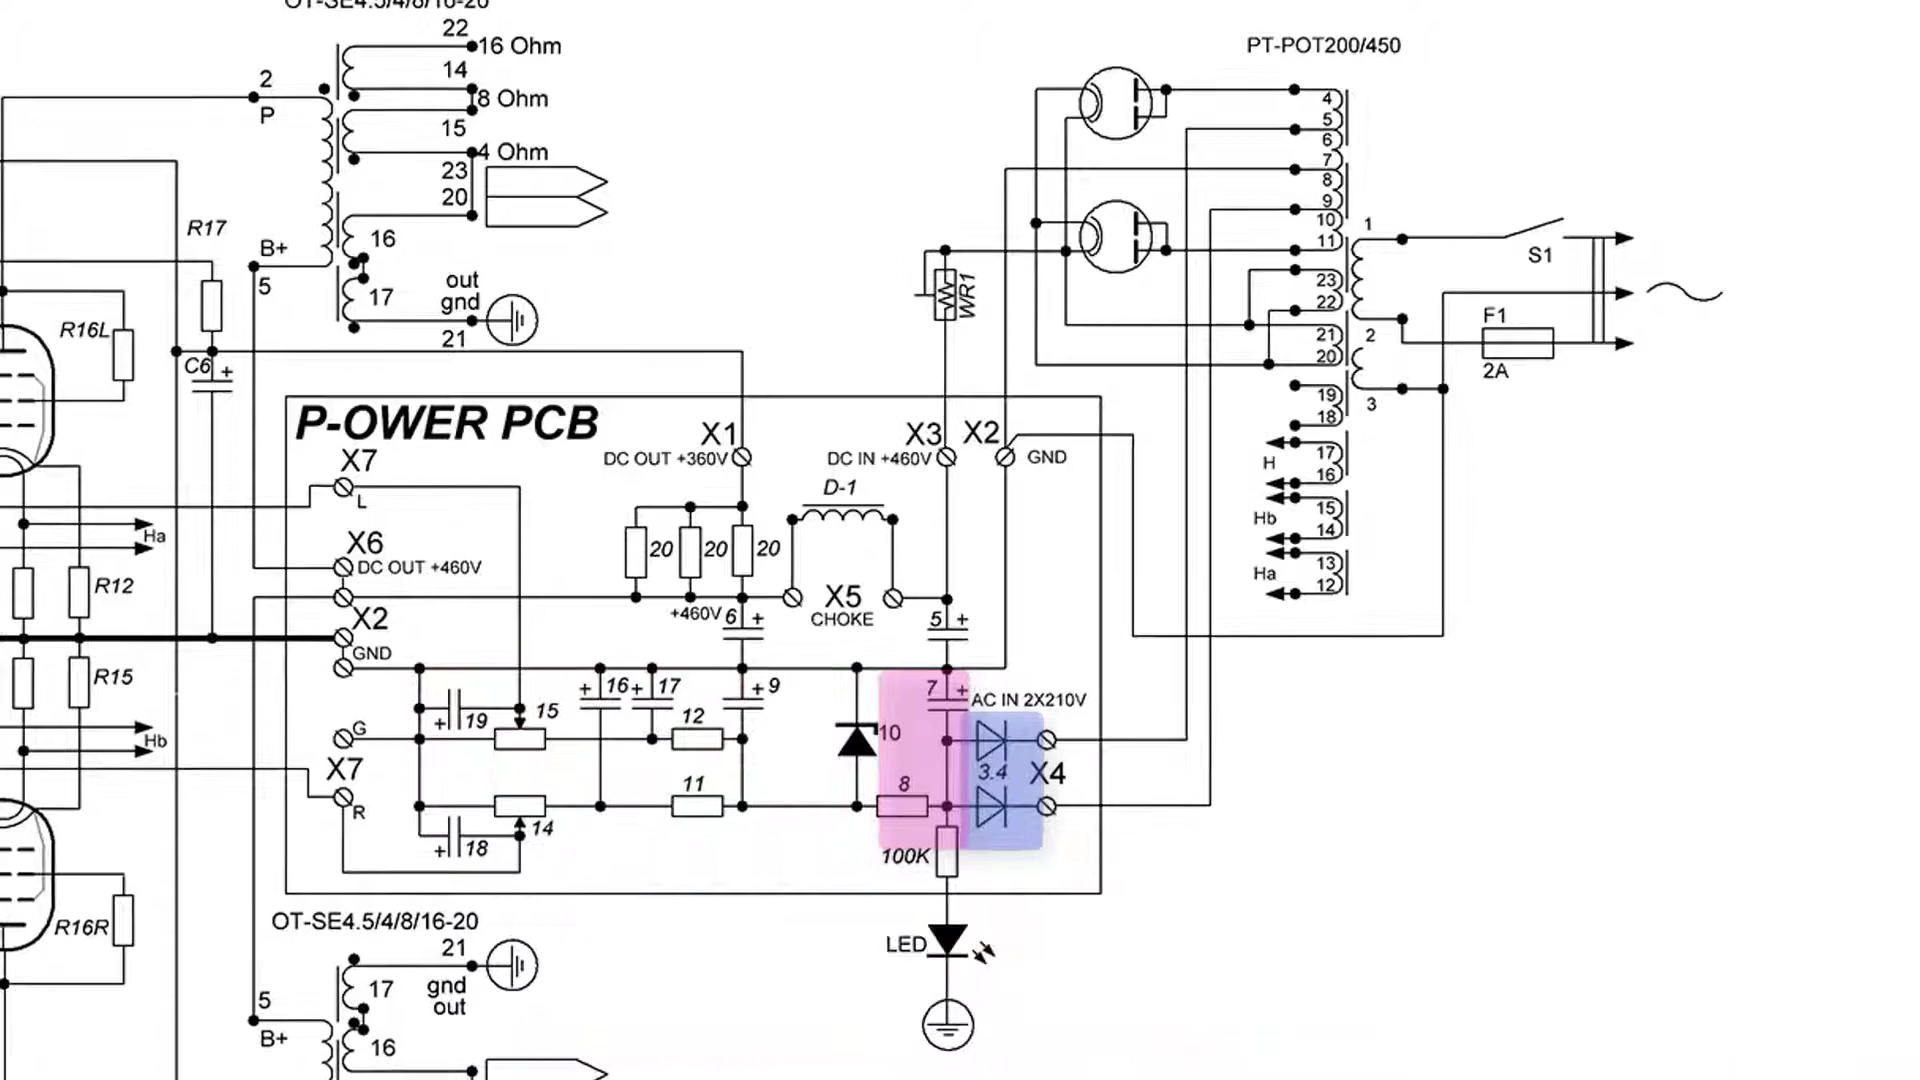 OT-SE4.5/4/8/16-20
22
16 Ohm
14
8 Ohm
15
4 Ohm
23
20
2
P
B+
5
16
17
out
gnd
21
R17
R16L
C6
+
PT-POT200/450
4
5
6
7
8
9
10
11
23
22
21
20
19
18
17
16
15
14
13
12
1
2
3
S1
F1
2A
H
Hb
Ha
WR1
P-OWER PCB
X1
DC OUT +360V
X3
DC IN +460V
X2
GND
X7
L
D-1
20
20
20
X6
DC OUT +460V
X5
CHOKE
+460V
6
+
5
+
X2
GND
Ha
R12
R15
Hb
+
16
+
17
+
9
7
+
AC IN 2X210V
+
19
15
12
10
G
3.4
X4
X7
R
11
8
14
+
18
100K
LED
R16R
OT-SE4.5/4/8/16-20
21
gnd
out
17
5
B+
16